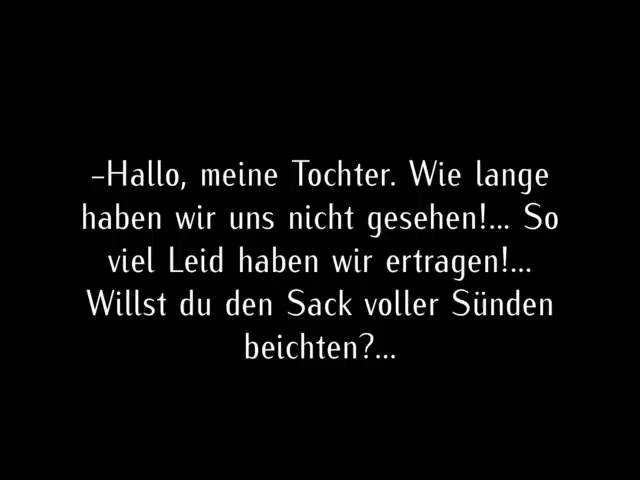 –Hallo, meine Tochter. Wie lange
haben wir uns nicht gesehen!... So
viel Leid haben wir ertragen!...
Willst du den Sack voller Sünden
beichten?...